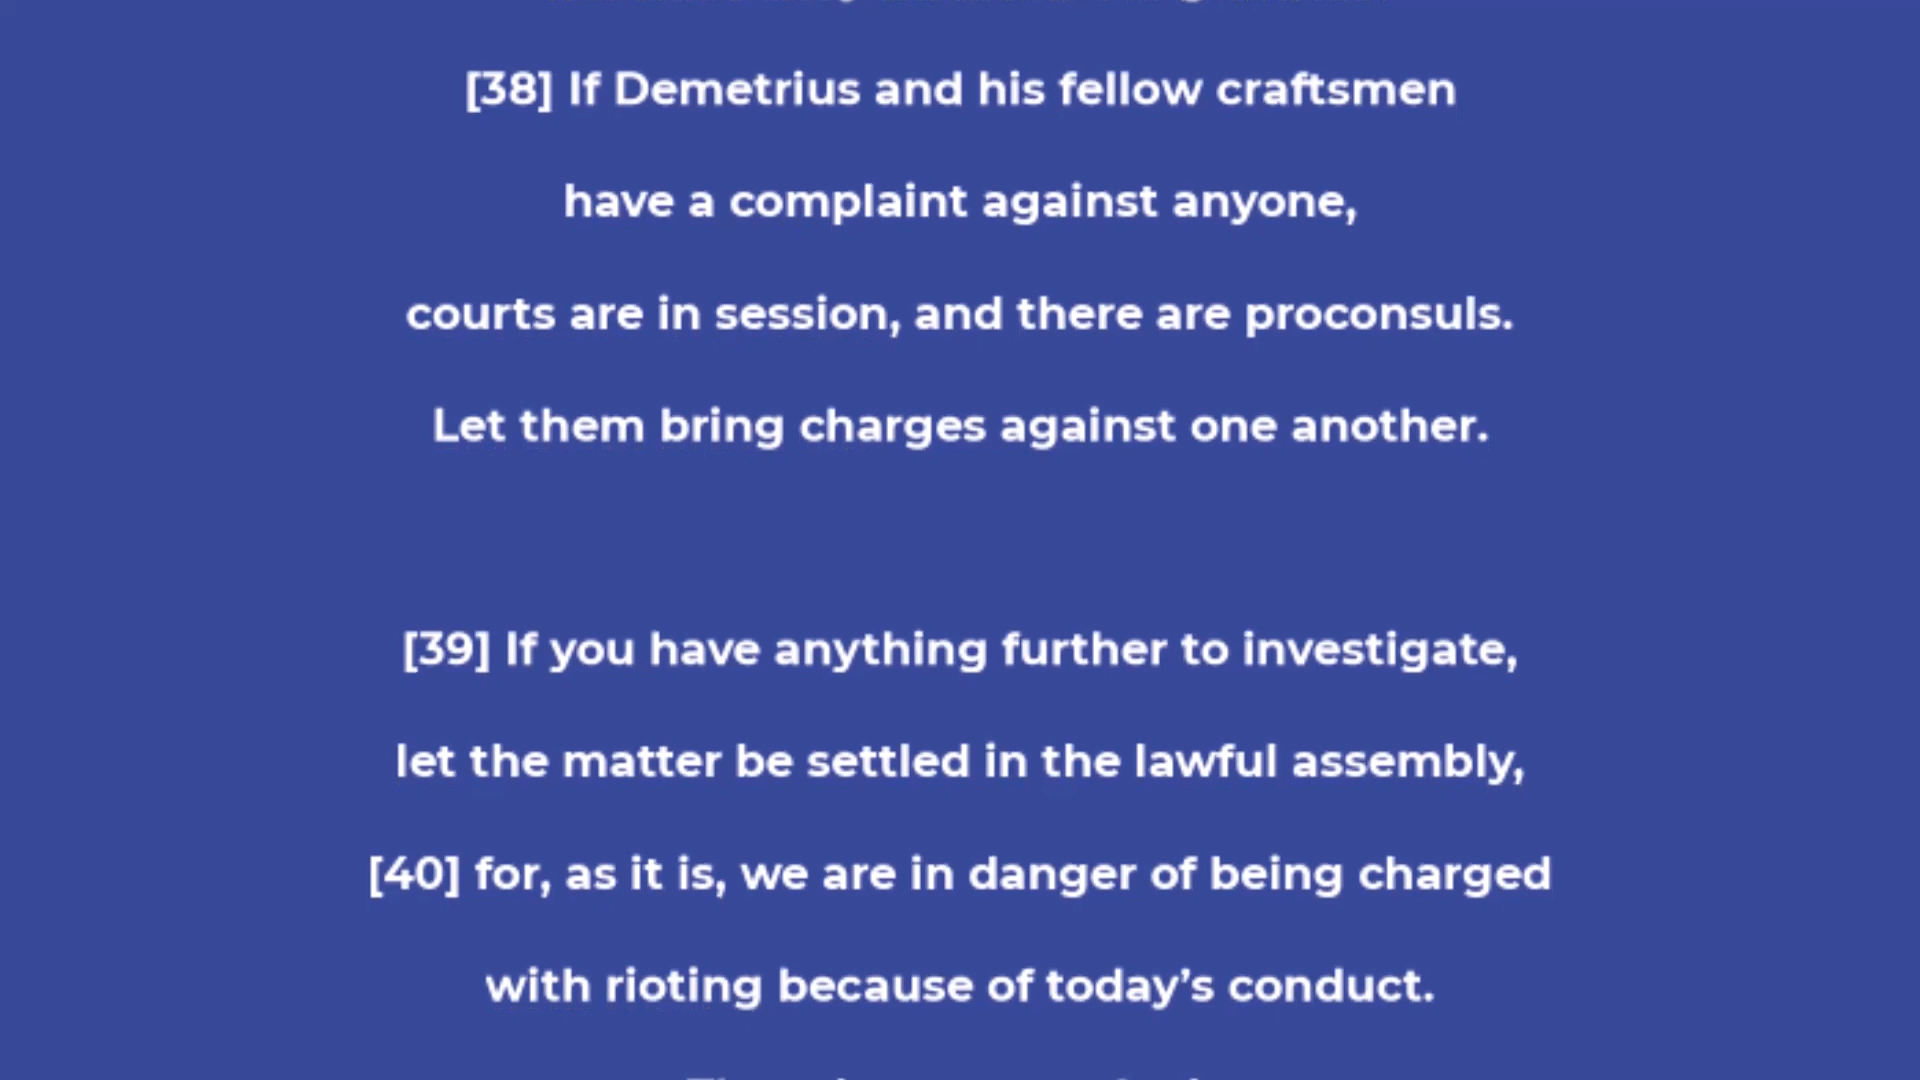 [38] If Demetrius and his fellow craftsmen
have a complaint against anyone,
courts are in session, and there are proconsuls.
Let them bring charges against one another.
[39] If you have anything further to investigate,
let the matter be settled in the lawful assembly,
[40] for, as it is, we are in danger of being charged
with rioting because of today’s conduct.